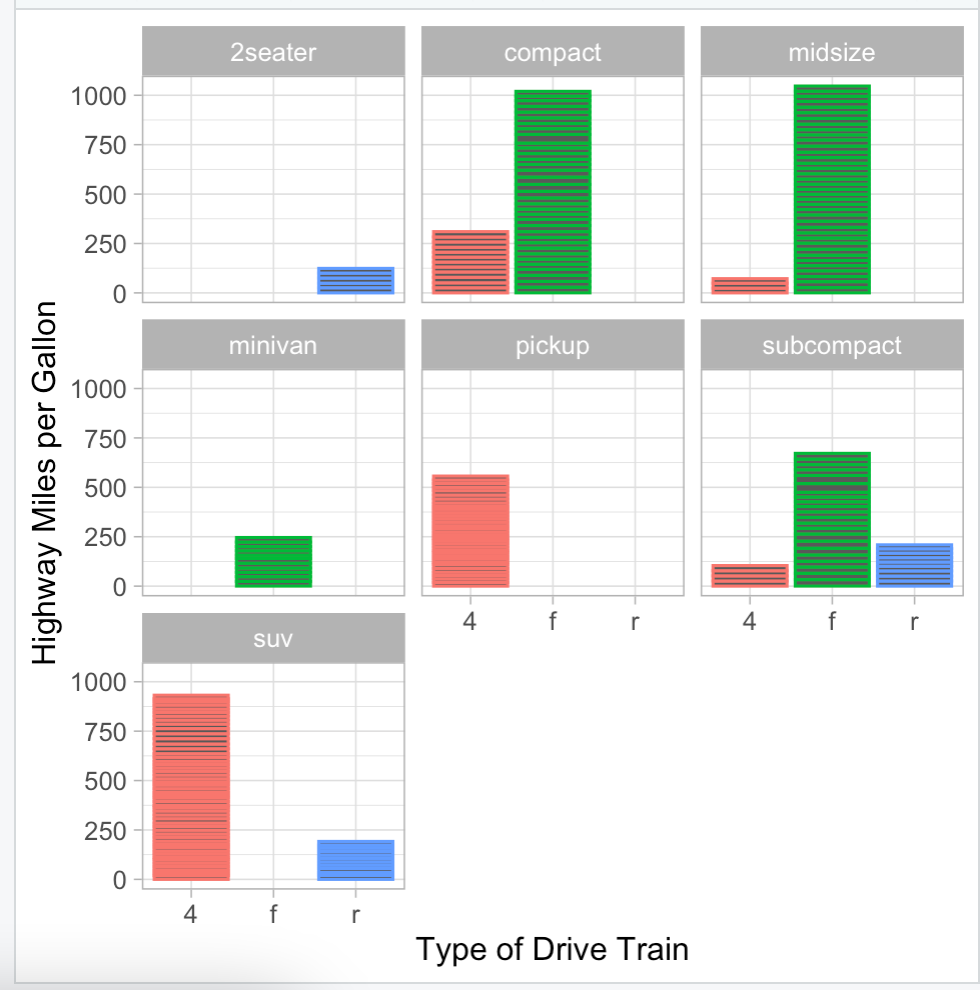 2seater compact midsize
1000
750
500
250
0
minivan pickup subcompact
1000
750
500
250
0
4 f r 4 f r
suv
1000
750
500
250
0
4 f r
Highway Miles per Gallon
Type of Drive Train